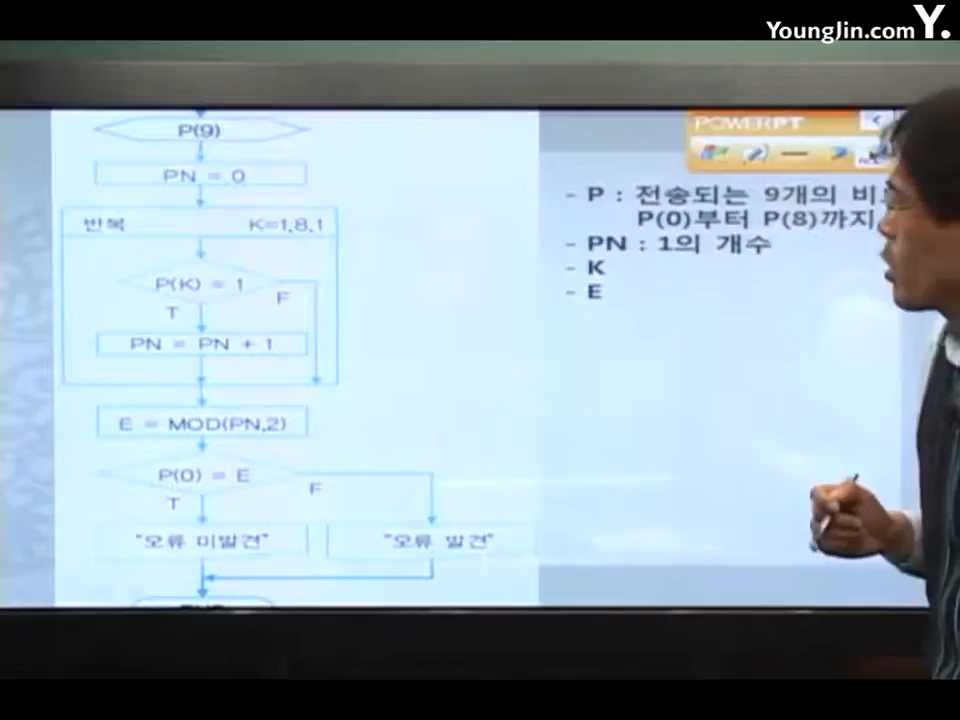 YoungJin.com Y.
P(9)
PN = 0
반복 K=1,8,1
P(K) = 1
F
T
PN = PN + 1
E = MOD(PN,2)
P(0) = E
F
T
"오류 미발견" "오류 발견"
POWERPT
- P : 전송되는 9개의
P(0)부터 P(8)까지
- PN : 1의 개수
- K
- E